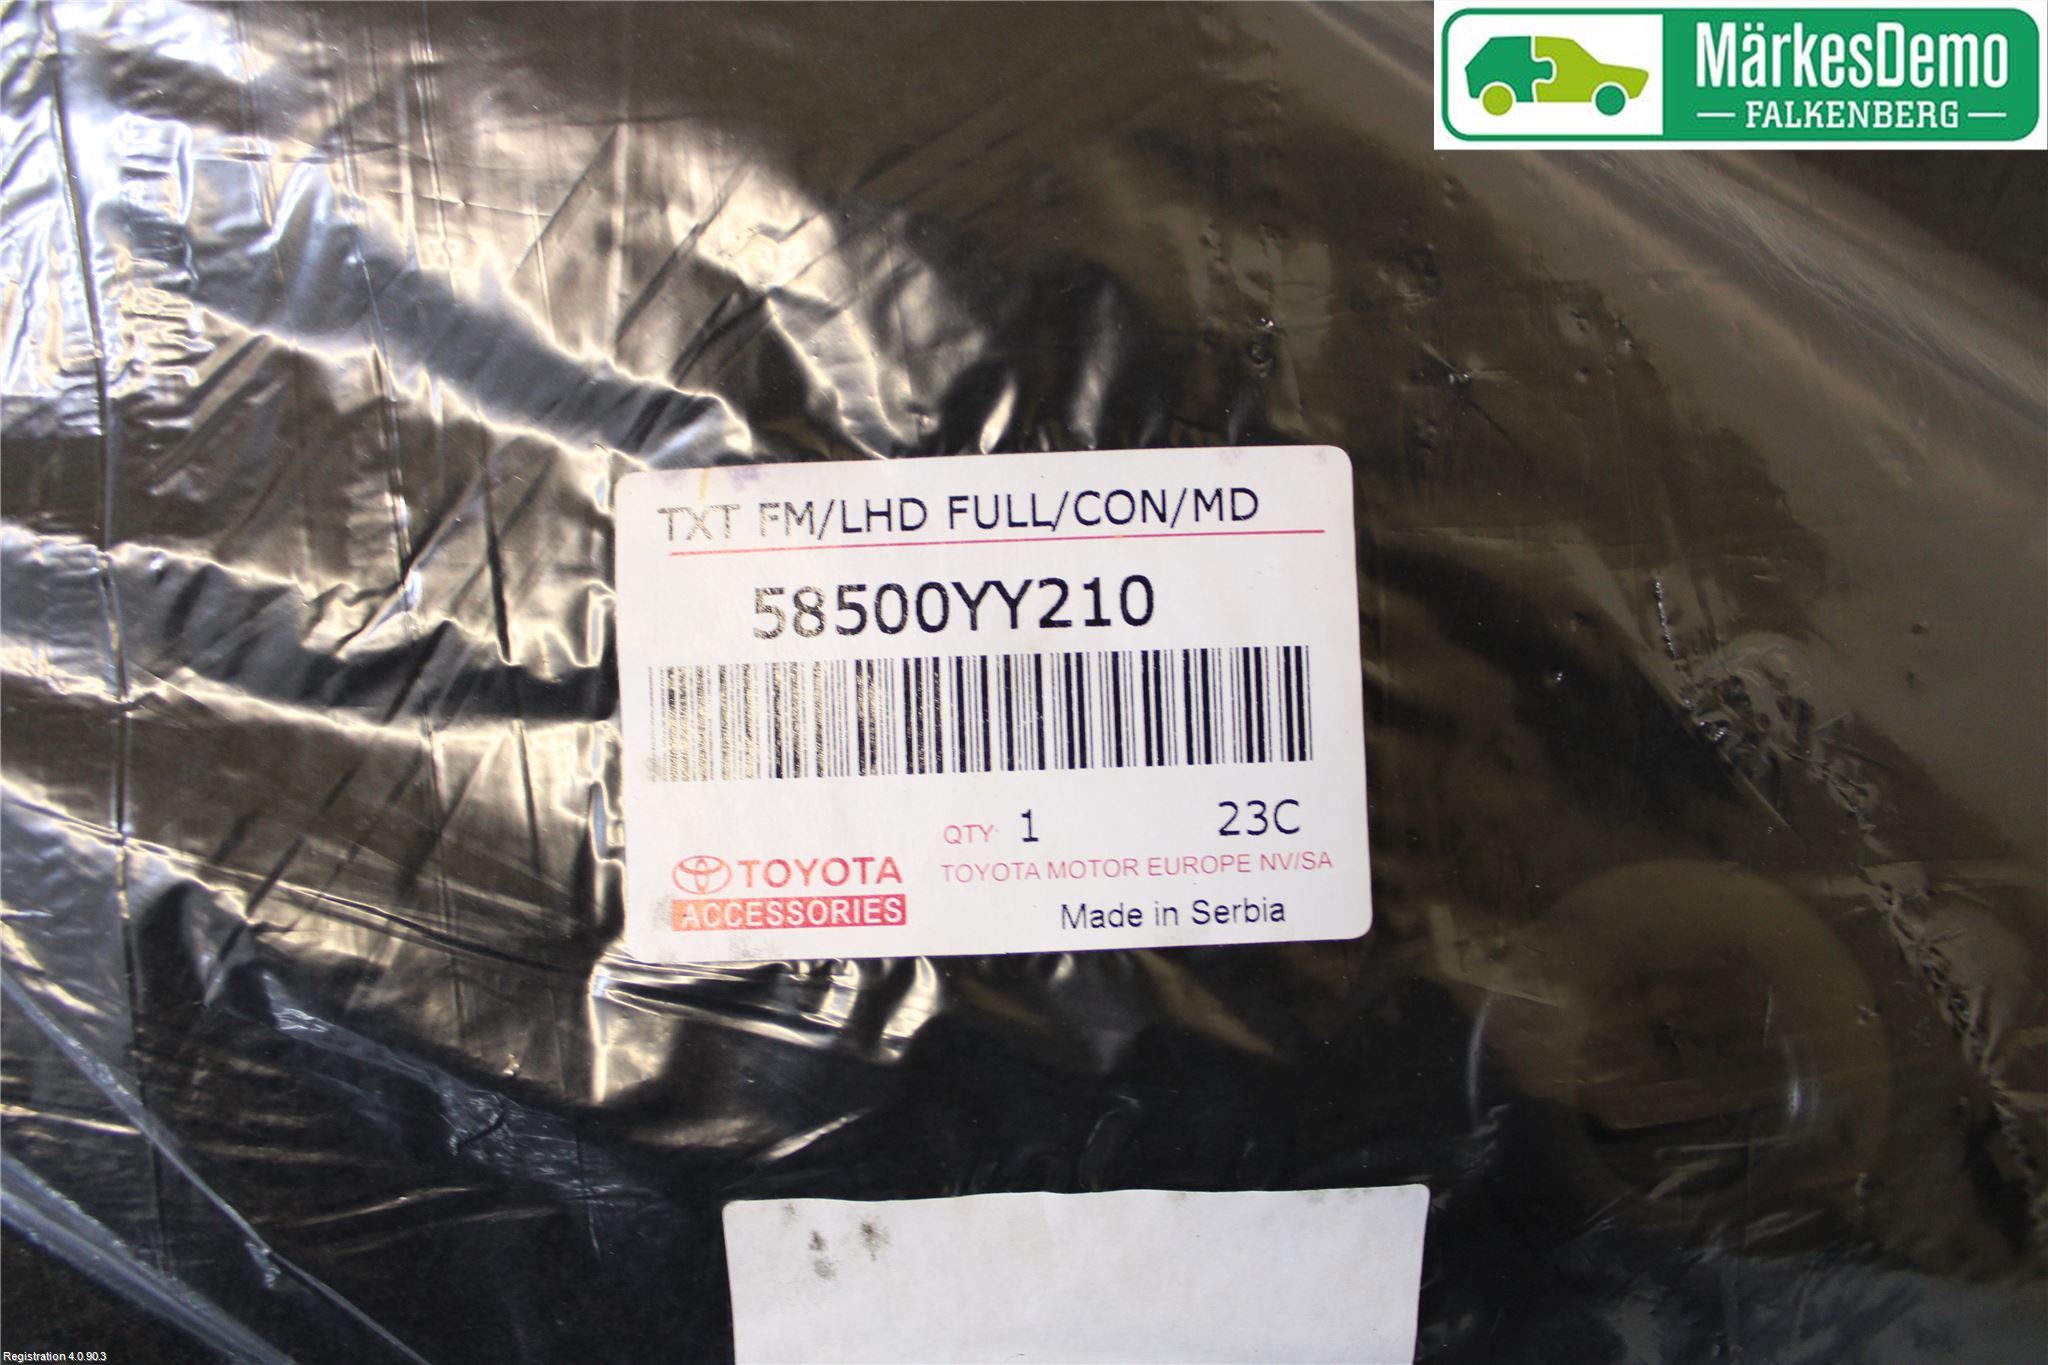 MärkesDemo
FALKENBERG
TXT FM/LHD FULL/CON/MD
58500YY210
QTY 1 23C
TOYOTA
ACCESSORIES
TOYOTA MOTOR EUROPE NV/SA
Made in Serbia
Registration 4.0.90.3